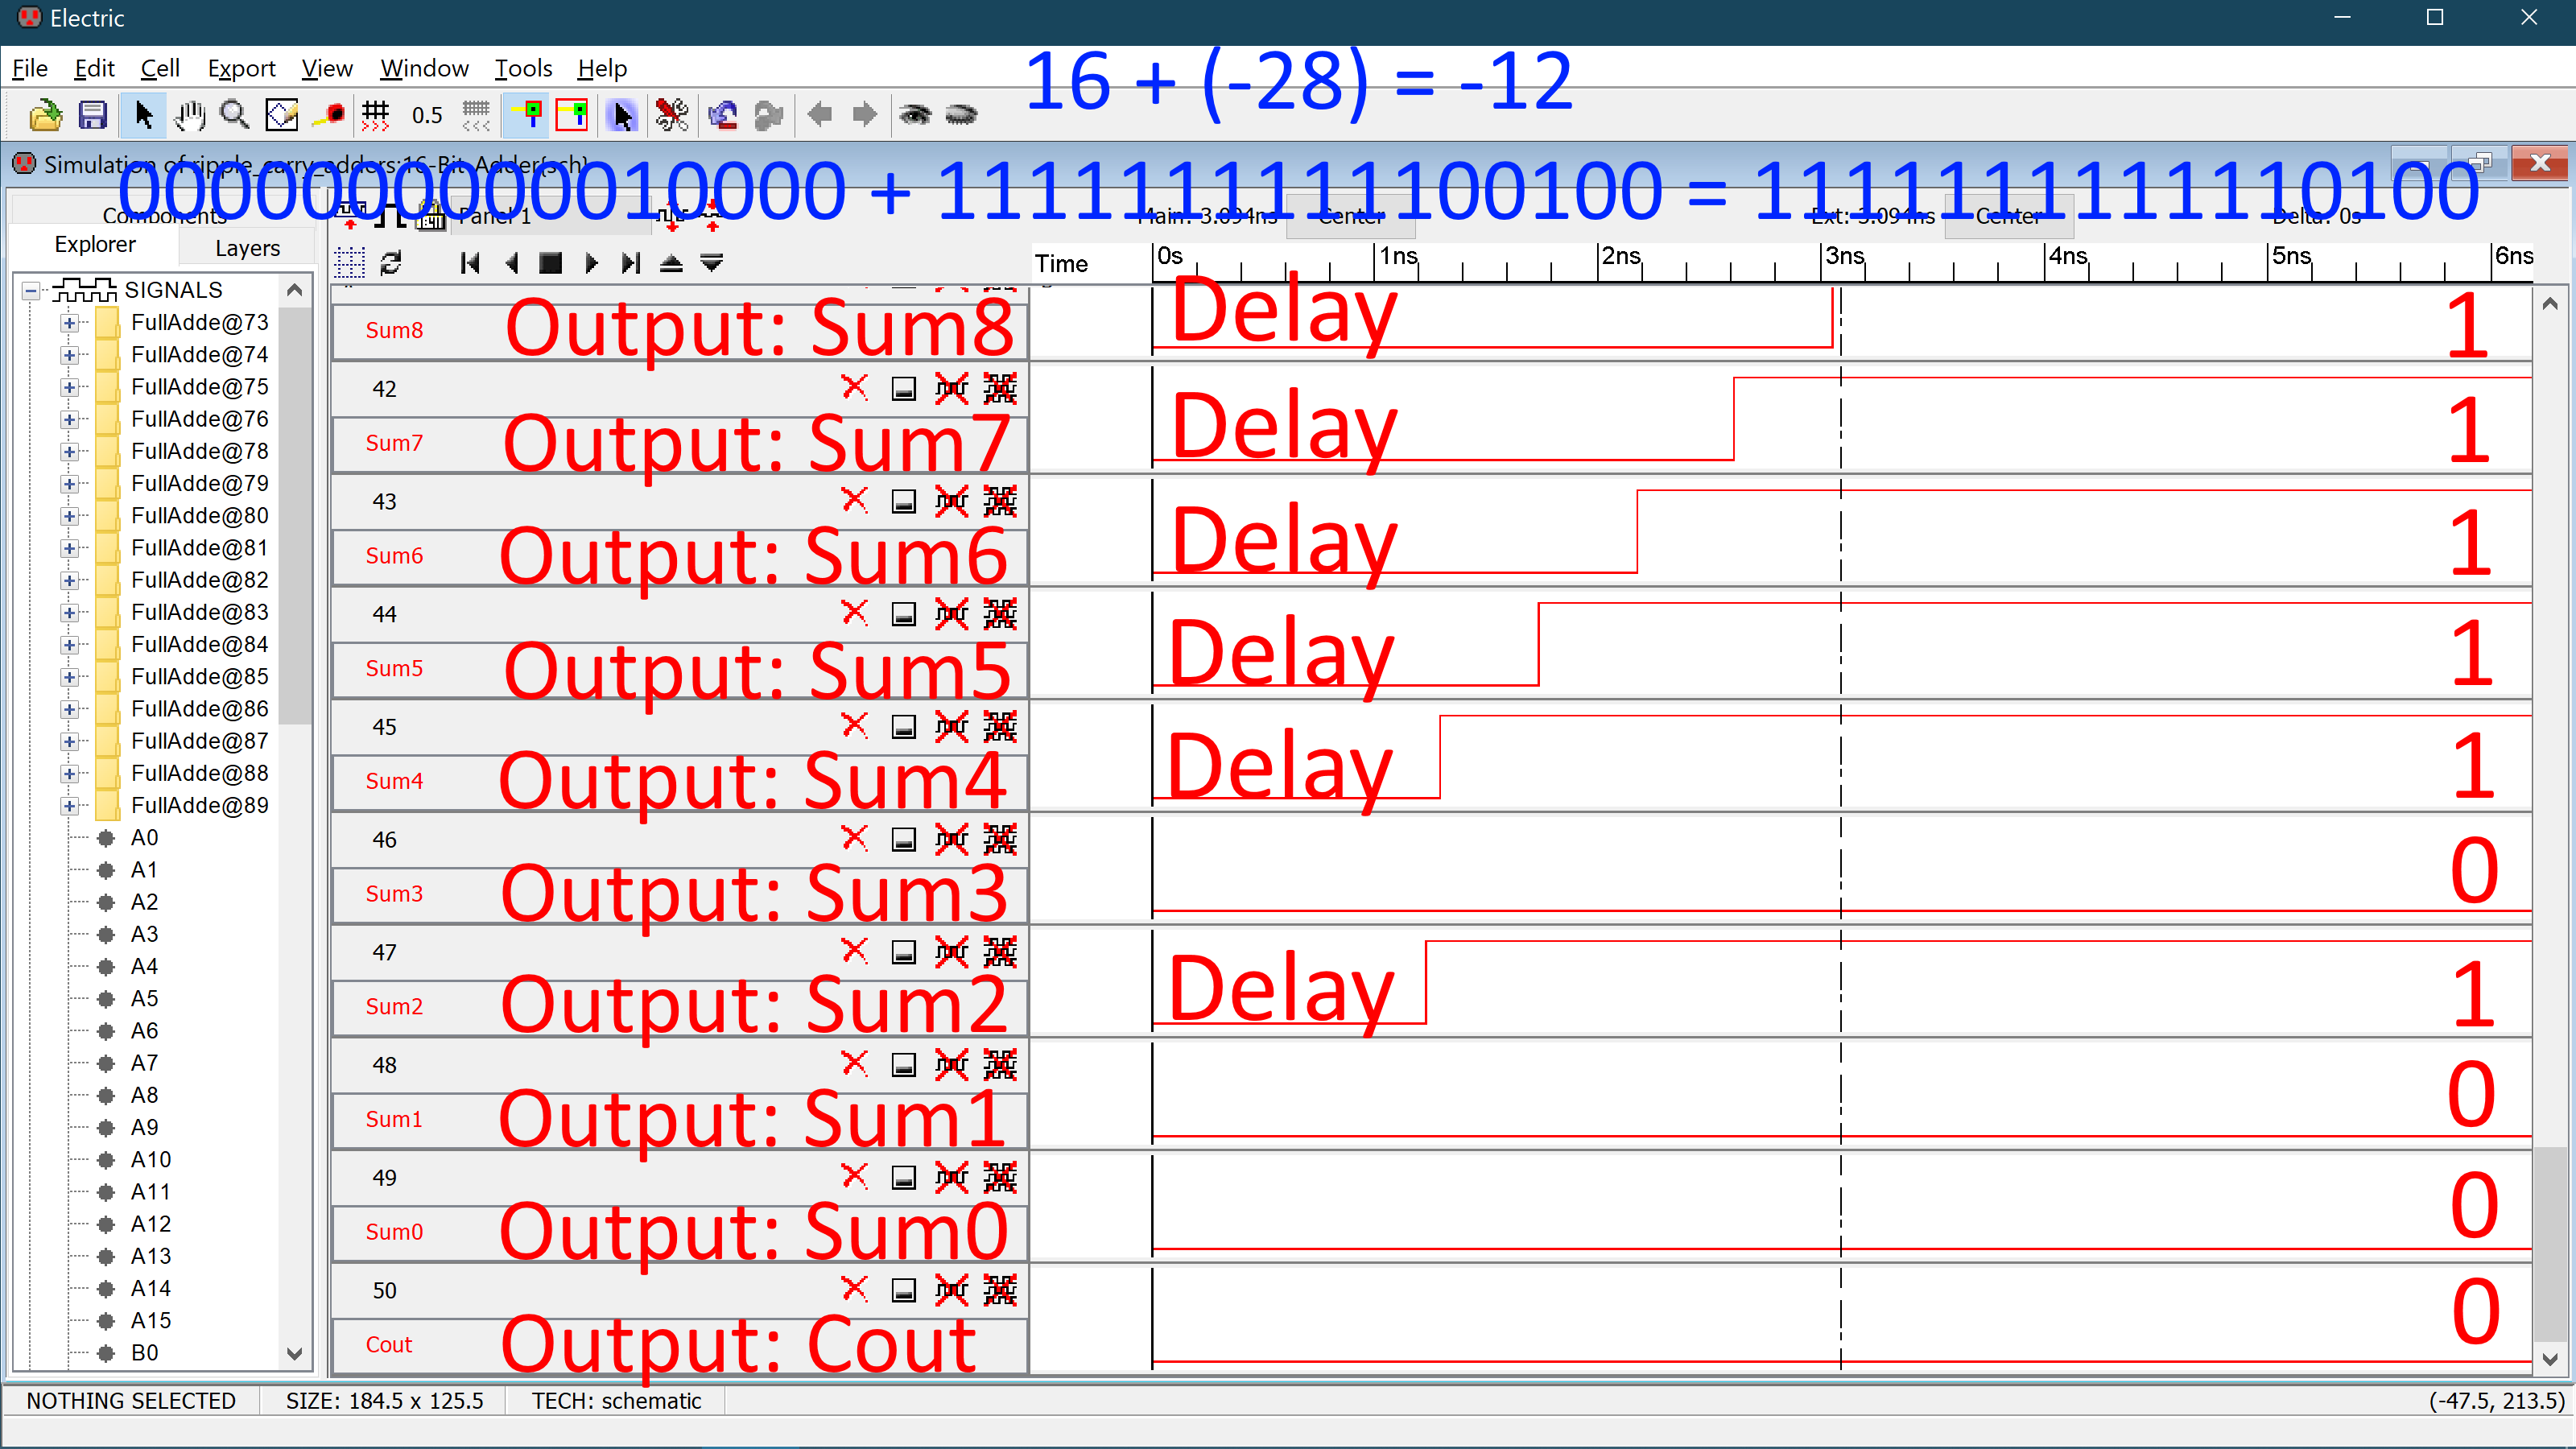 Electric
File Edit Cell Export View Window Tools Help
16 + (-28) = -12
0.5
Simulation of ripple_carry_adders:16-Bit-Adder{sch}
0000000000010000 + 1111111111100100 = 1111111111110100
Components
Explorer
Layers
Panel 1
Main: 3.094ns
Center
Ext: 3.094ns
Center
Delta: 0s
Time
0s 1ns 2ns 3ns 4ns 5ns 6ns
SIGNALS
FullAdde@73
FullAdde@74
FullAdde@75
FullAdde@76
FullAdde@78
FullAdde@79
FullAdde@80
FullAdde@81
FullAdde@82
FullAdde@83
FullAdde@84
FullAdde@85
FullAdde@86
FullAdde@87
FullAdde@88
FullAdde@89
A0
A1
A2
A3
A4
A5
A6
A7
A8
A9
A10
A11
A12
A13
A14
A15
B0
Sum8 Output: Sum8 Delay 1
42
Sum7 Output: Sum7 Delay 1
43
Sum6 Output: Sum6 Delay 1
44
Sum5 Output: Sum5 Delay 1
45
Sum4 Output: Sum4 Delay 1
46
Sum3 Output: Sum3 0
47
Sum2 Output: Sum2 Delay 1
48
Sum1 Output: Sum1 0
49
Sum0 Output: Sum0 0
50
Cout Output: Cout 0
NOTHING SELECTED
SIZE: 184.5 x 125.5
TECH: schematic
(-47.5, 213.5)